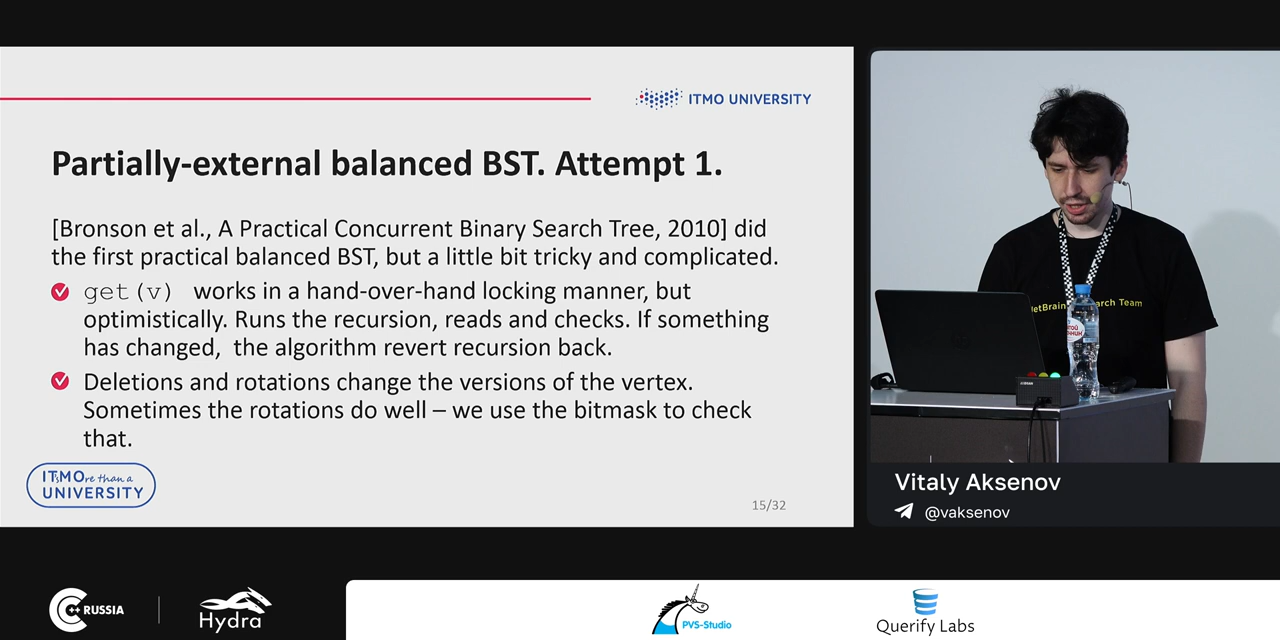 ITMO UNIVERSITY
Partially-external balanced BST. Attempt 1.
[Bronson et al., A Practical Concurrent Binary Search Tree, 2010] did
the first practical balanced BST, but a little bit tricky and complicated.
get(v) works in a hand-over-hand locking manner, but
optimistically. Runs the recursion, reads and checks. If something
has changed, the algorithm revert recursion back.
Deletions and rotations change the versions of the vertex.
Sometimes the rotations do well – we use the bitmask to check
that.
IT'sMOre than a
UNIVERSITY
15/32
Vitaly Aksenov
@vaksenov
C++ RUSSIA
Hydra
PVS-Studio
Querify Labs